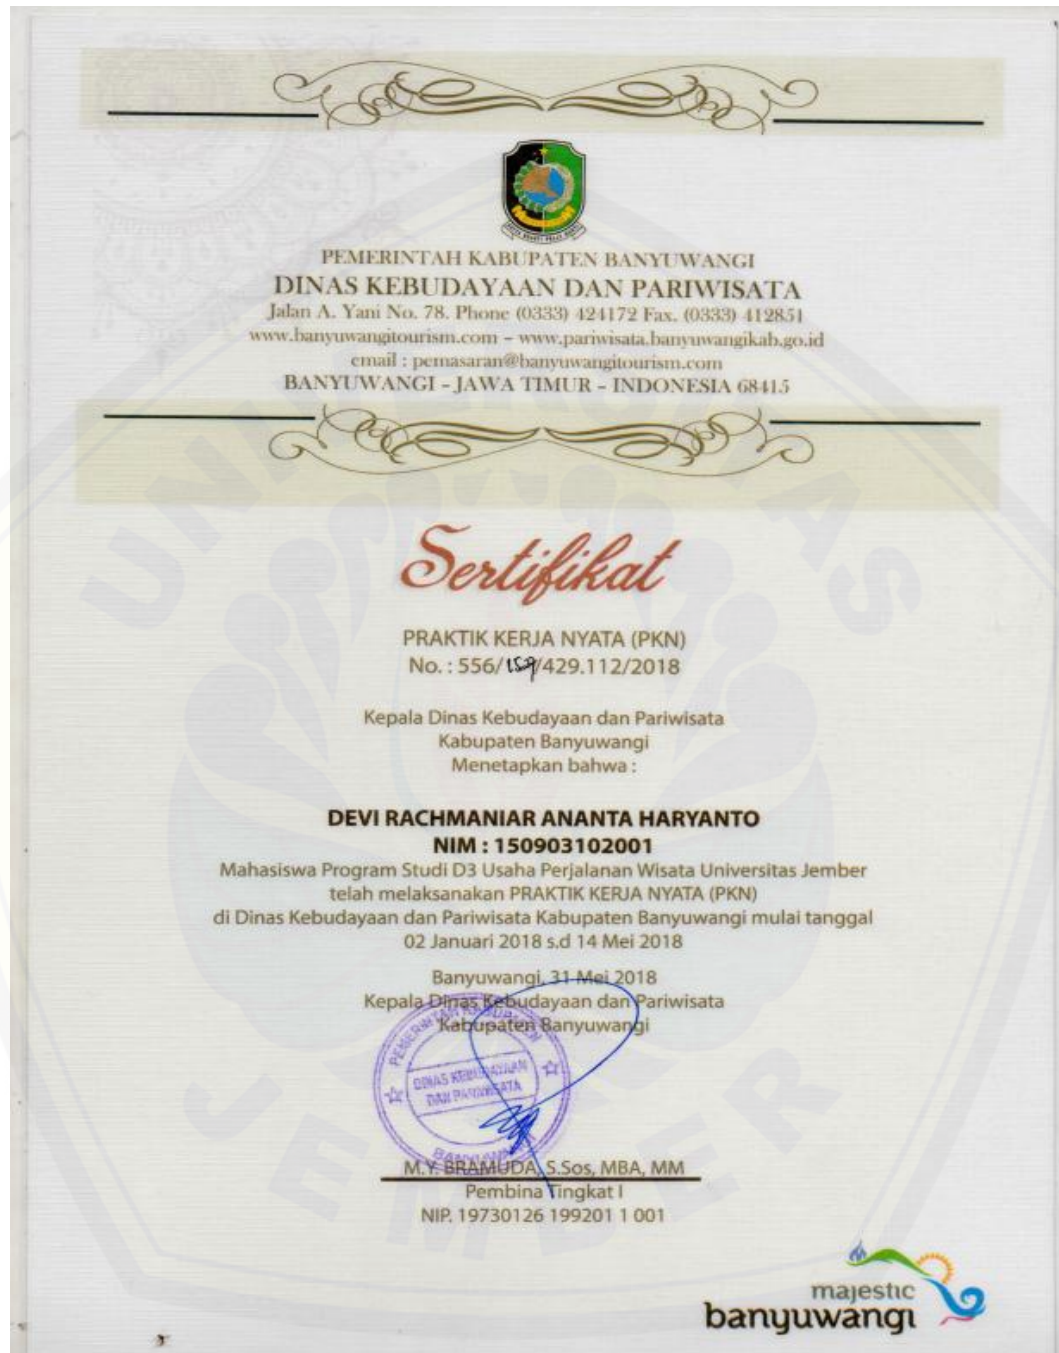 PEMERINTAH KABUPATEN BANYUWANGI
DINAS KEBUDAYAAN DAN PARIWISATA
Jalan A. Yani No. 78. Phone (0333) 424172 Fax. (0333) 412851
www.banyuwangitourism.com – www.pariwisata.banyuwangikab.go.id
email : pemasaran@banyuwangitourism.com
BANYUWANGI – JAWA TIMUR – INDONESIA 68415
Sertifikat
PRAKTIK KERJA NYATA (PKN)
No. : 556/159/429.112/2018
Kepala Dinas Kebudayaan dan Pariwisata
Kabupaten Banyuwangi
Menetapkan bahwa :
DEVI RACHMANIAR ANANTA HARYANTO
NIM : 150903102001
Mahasiswa Program Studi D3 Usaha Perjalanan Wisata Universitas Jember
telah melaksanakan PRAKTIK KERJA NYATA (PKN)
di Dinas Kebudayaan dan Pariwisata Kabupaten Banyuwangi mulai tanggal
02 Januari 2018 s.d 14 Mei 2018
Banyuwangi, 31 Mei 2018
Kepala Dinas Kebudayaan dan Pariwisata
Kabupaten Banyuwangi
PEMERINTAH KABUPATEN
DINAS KEBUDAYAAN
DAN PARIWISATA
BANYUWANGI
M.Y. BRAMUDA, S.Sos, MBA, MM
Pembina Tingkat I
NIP. 19730126 199201 1 001
majestic
banyuwangi
UNIVERSITAS
JEMBER